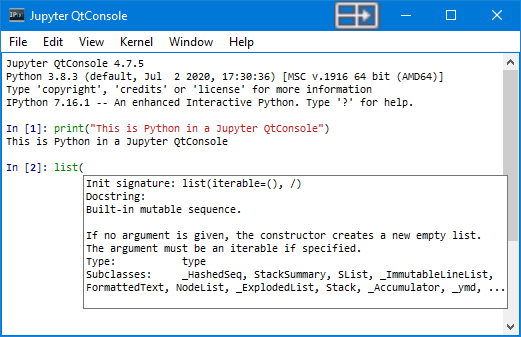 IP[y]: Jupyter QtConsole
File Edit View Kernel Window Help
Jupyter QtConsole 4.7.5
Python 3.8.3 (default, Jul  2 2020, 17:30:36) [MSC v.1916 64 bit (AMD64)]
Type 'copyright', 'credits' or 'license' for more information
IPython 7.16.1 -- An enhanced Interactive Python. Type '?' for help.
In [1]: print("This is Python in a Jupyter QtConsole")
This is Python in a Jupyter QtConsole
In [2]: list(
Init signature: list(iterable=(), /)
Docstring:
Built-in mutable sequence.
If no argument is given, the constructor creates a new empty list.
The argument must be an iterable if specified.
Type:           type
Subclasses:     _HashedSeq, StackSummary, SList, _ImmutableLineList,
FormattedText, NodeList, _ExplodedList, Stack, _Accumulator, _ymd, ...